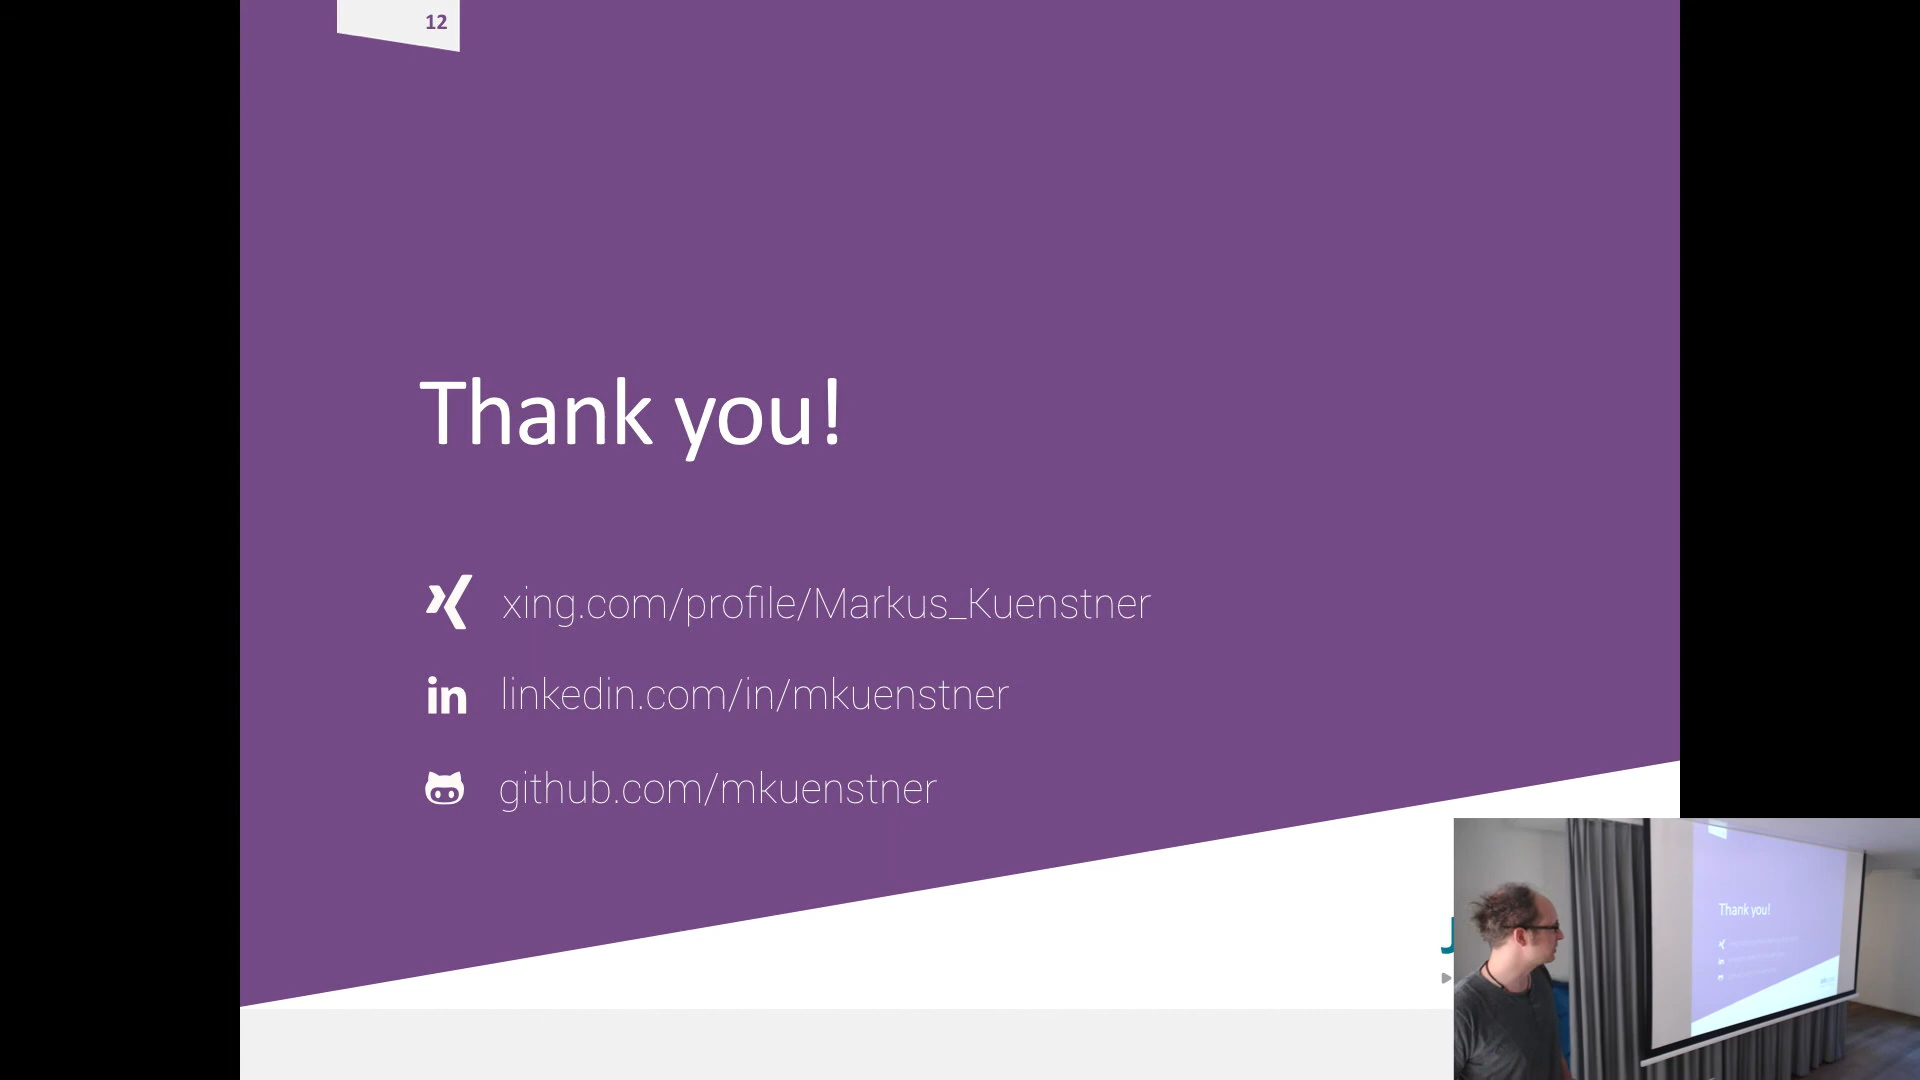 12
Thank you!
xing.com/profile/Markus_Kuenstner
linkedin.com/in/mkuenstner
github.com/mkuenstner
Thank you!